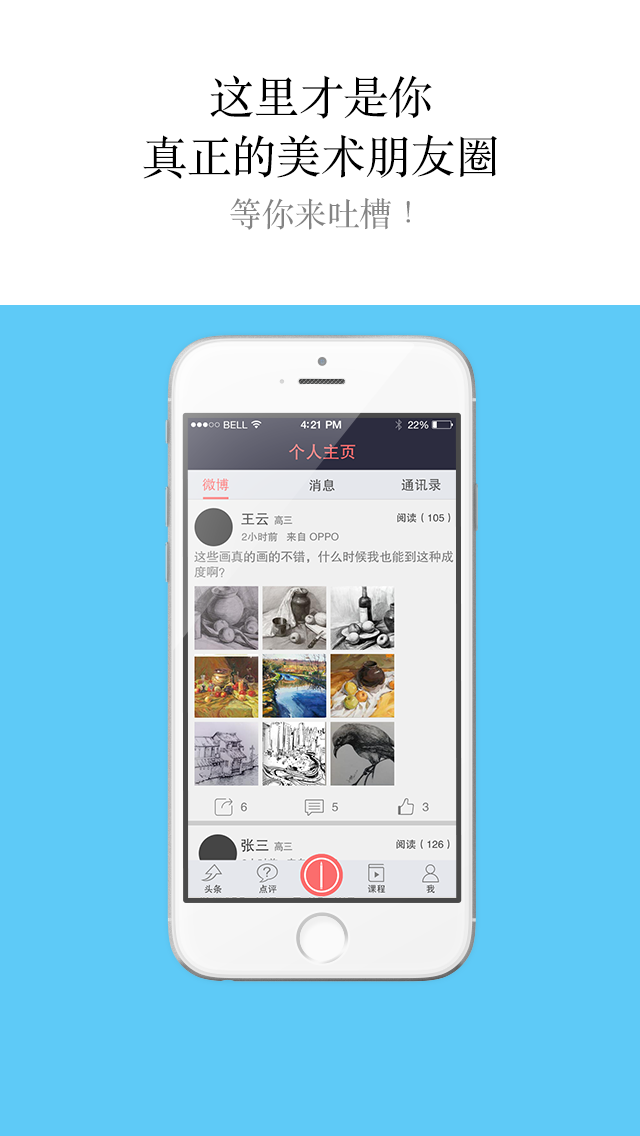 这里才是你
真正的美术朋友圈
等你来吐槽！
BELL 4:21 PM 22%
个人主页
微博 消息 通讯录
王云 高三 阅读（105）
2小时前 来自 OPPO
这些画真的画的不错，什么时候我也能到这种成
度啊?
6 5 3
张三 高三 阅读（126）
头条 点评 课程 我